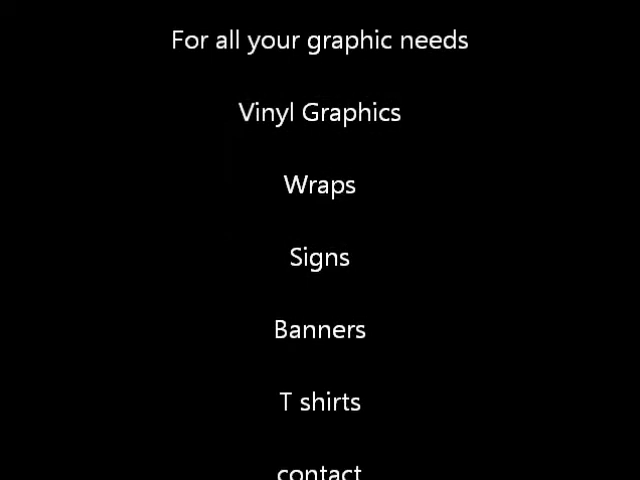 For all your graphic needs
Vinyl Graphics
Wraps
Signs
Banners
T shirts
contact